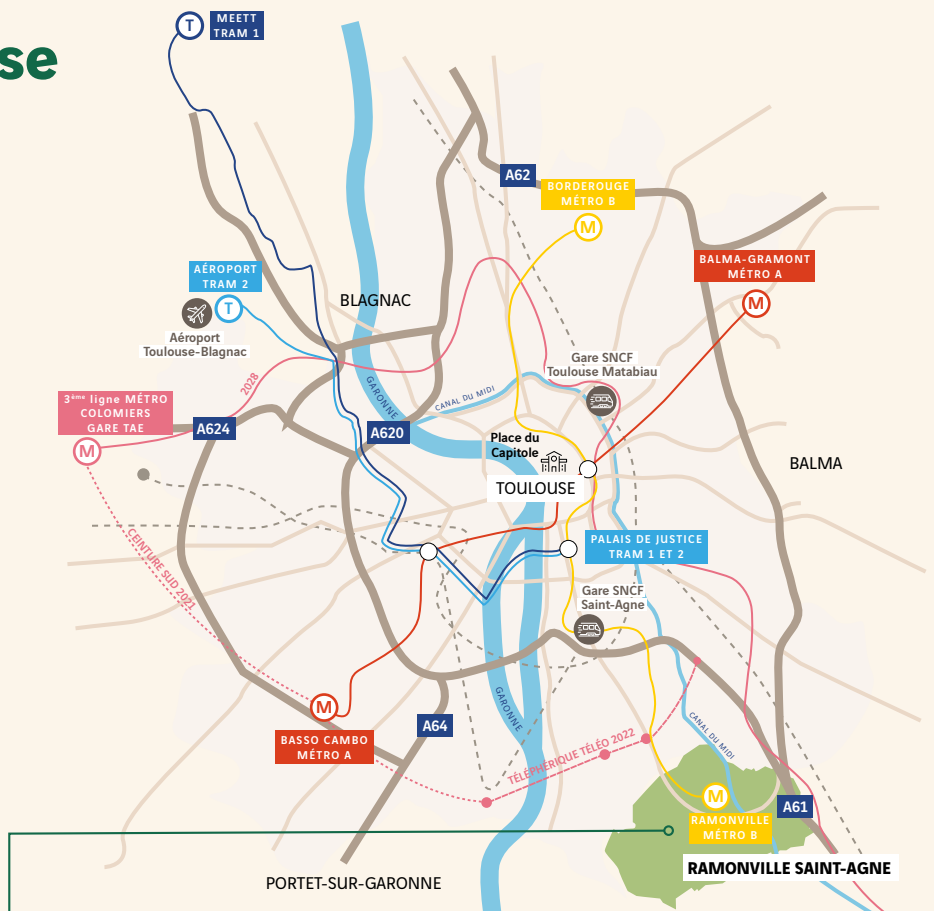 MEETT
TRAM 1
T
se
A62
BORDEROUGE
MÉTRO B
M
BALMA-GRAMONT
MÉTRO A
M
AÉROPORT
TRAM 2
T
BLAGNAC
Aéroport
Toulouse-Blagnac
Gare SNCF
Toulouse Matabiau
2028
GARONNE
CANAL DU MIDI
3ème ligne MÉTRO
COLOMIERS
GARE TAE
M
A624
A620
Place du
Capitole
TOULOUSE
BALMA
PALAIS DE JUSTICE
TRAM 1 ET 2
CEINTURE SUD 2021
Gare SNCF
Saint-Agne
M
BASSO CAMBO
MÉTRO A
A64
GARONNE
CANAL DU MIDI
TÉLÉPHÉRIQUE TÉLÉO 2022
M
RAMONVILLE
MÉTRO B
A61
RAMONVILLE SAINT-AGNE
PORTET-SUR-GARONNE